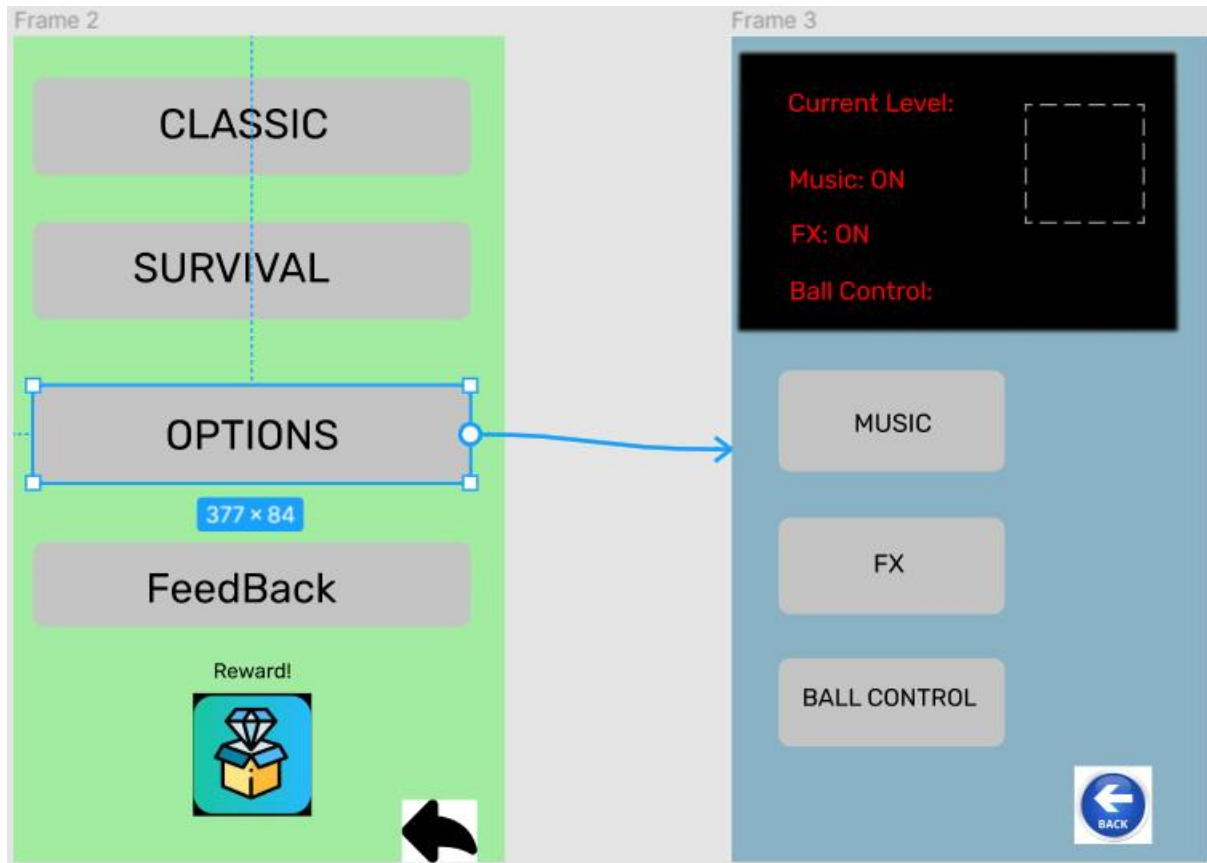 Frame 2
CLASSIC
SURVIVAL
OPTIONS
377 × 84
FeedBack
Reward!
Frame 3
Current Level:
Music: ON
FX: ON
Ball Control:
MUSIC
FX
BALL CONTROL
BACK